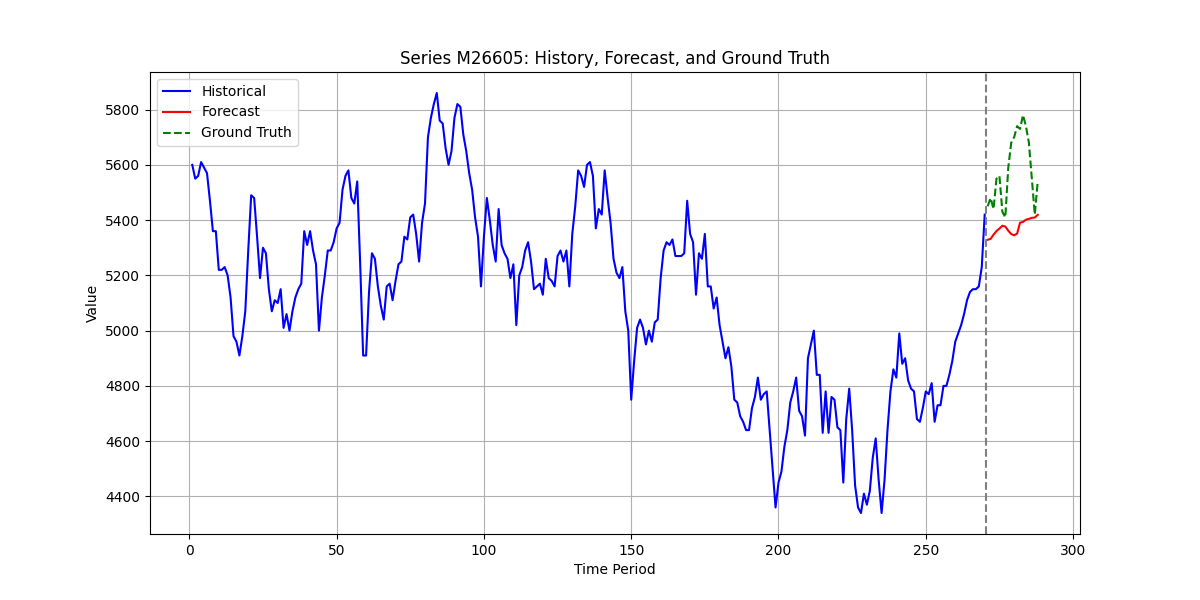 Series M26605: History, Forecast, and Ground Truth
Historical
Forecast
Ground Truth
5800
5600
5400
5200
5000
4800
4600
4400
Value
0 50 100 150 200 250 300
Time Period